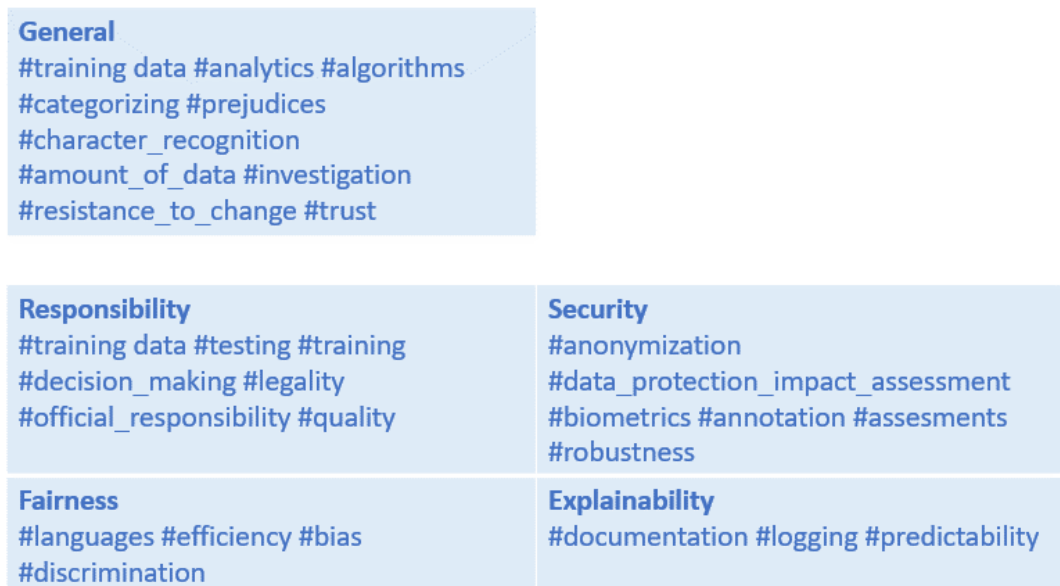 General
#training data #analytics #algorithms
#categorizing #prejudices
#character_recognition
#amount_of_data #investigation
#resistance_to_change #trust
Responsibility
#training data #testing #training
#decision_making #legality
#official_responsibility #quality
Security
#anonymization
#data_protection_impact_assessment
#biometrics #annotation #assesments
#robustness
Fairness
#languages #efficiency #bias
#discrimination
Explainability
#documentation #logging #predictability